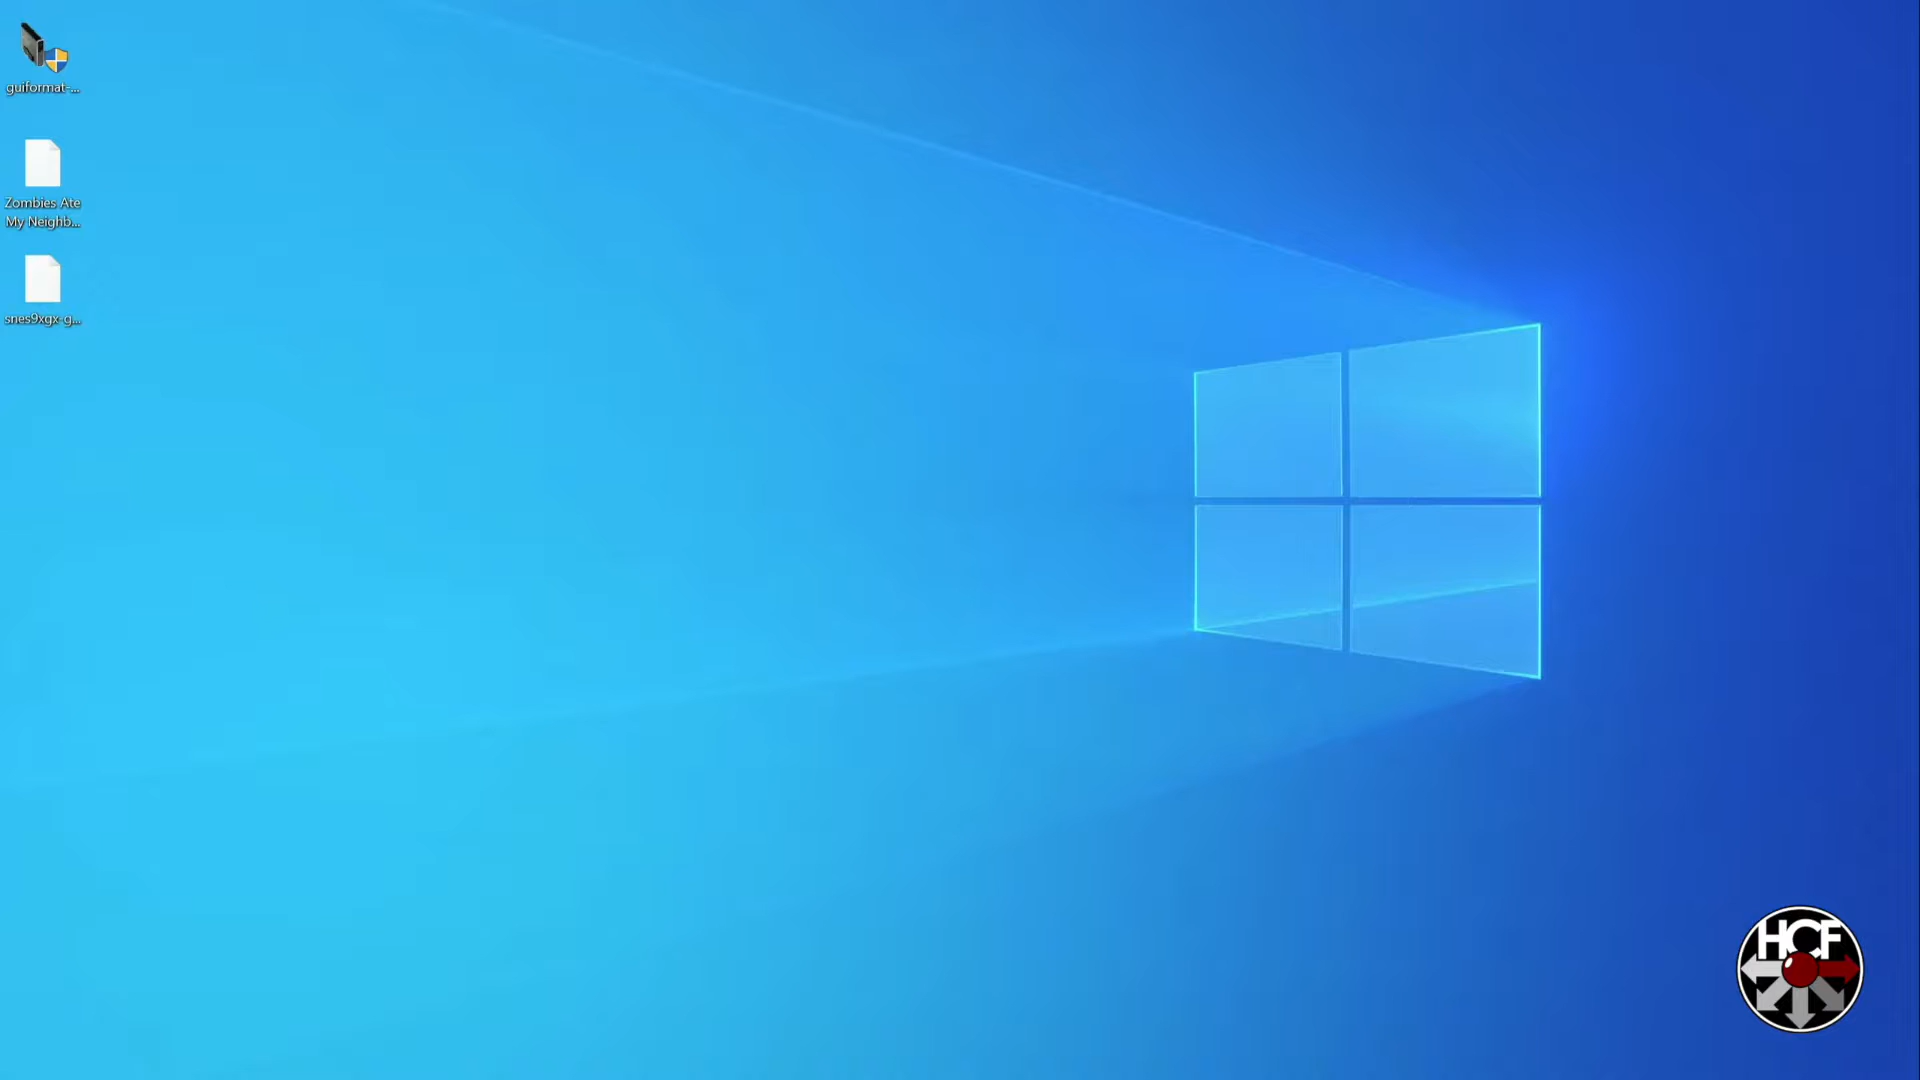 guiformat-...
Zombies Ate
My Neighb...
snes9xgx-g...
HCF